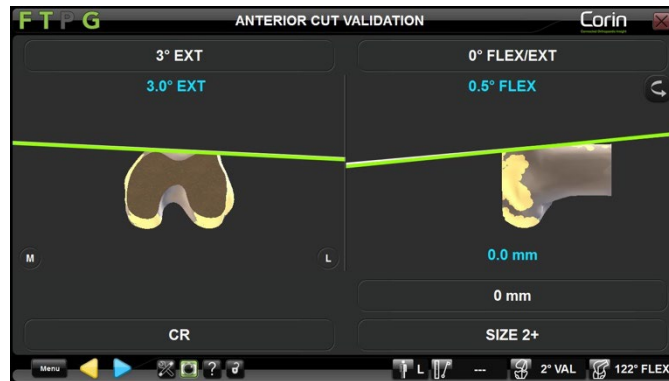 F T P G
ANTERIOR CUT VALIDATION
Corin
3° EXT
0° FLEX/EXT
3.0° EXT
0.5° FLEX
M
L
0.0 mm
0 mm
CR
SIZE 2+
Menu
?
L
---
2° VAL
122° FLEX